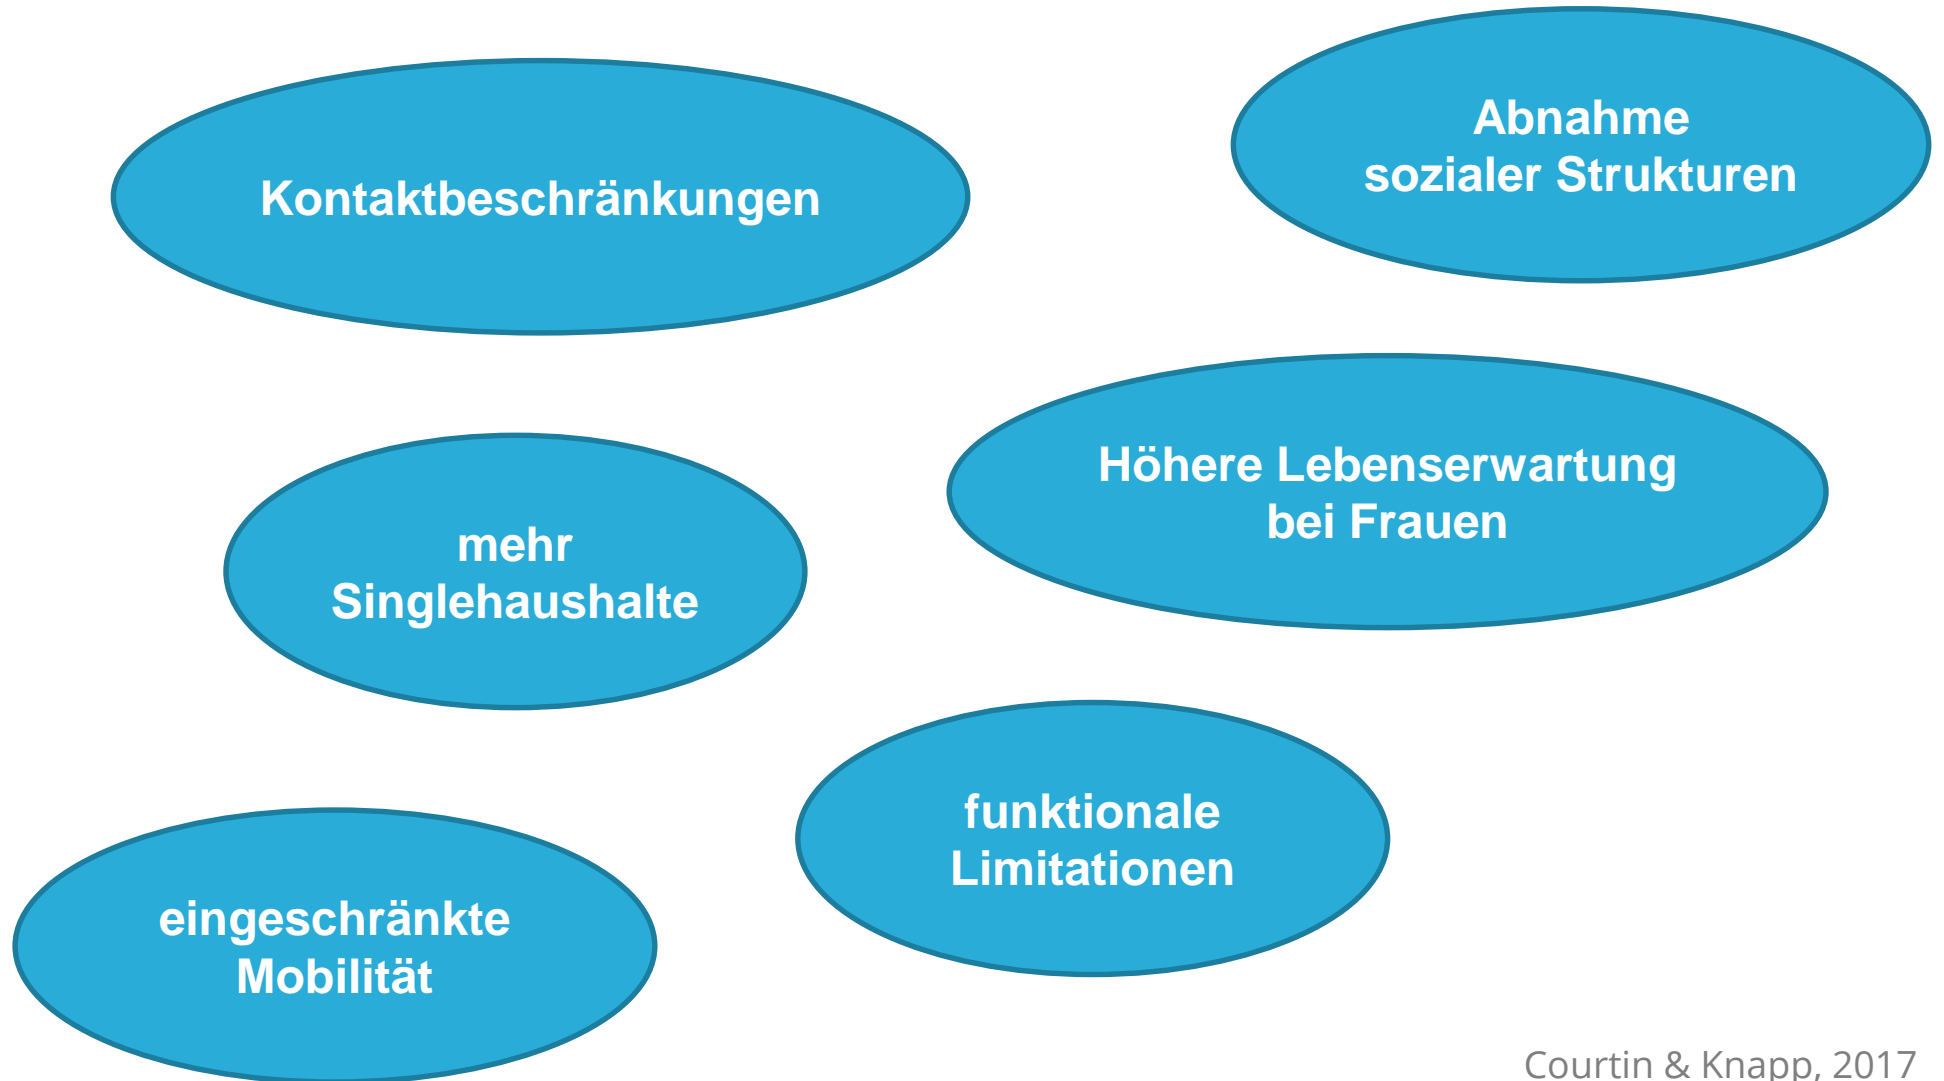 Kontaktbeschränkungen
Abnahme
sozialer Strukturen
Höhere Lebenserwartung
bei Frauen
mehr
Singlehaushalte
funktionale
Limitationen
eingeschränkte
Mobilität
Courtin & Knapp, 2017